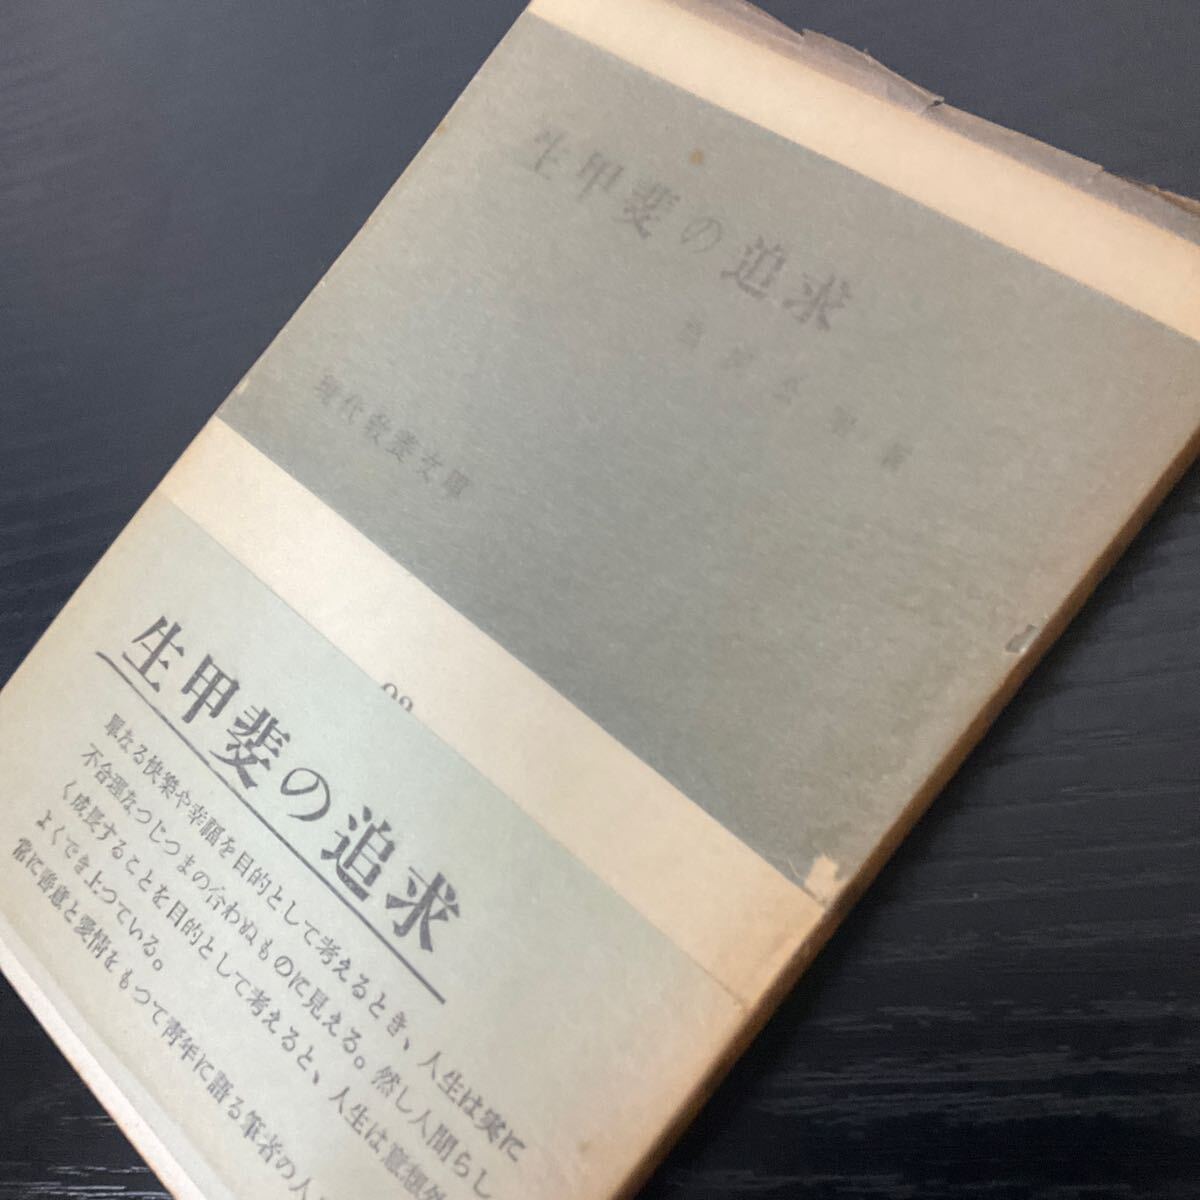 生甲斐の追求
著
現代教養文庫
93
生甲斐の追求
単なる快樂や幸福を目的として考えるとき、人生は実に
不合理なつじつまの合わぬものに見える。然し人間らし
く成長することを目的として考えると、人生は意想外
よくでき上つている。
常に善意と愛情をもつて靑年に語る筆者の人